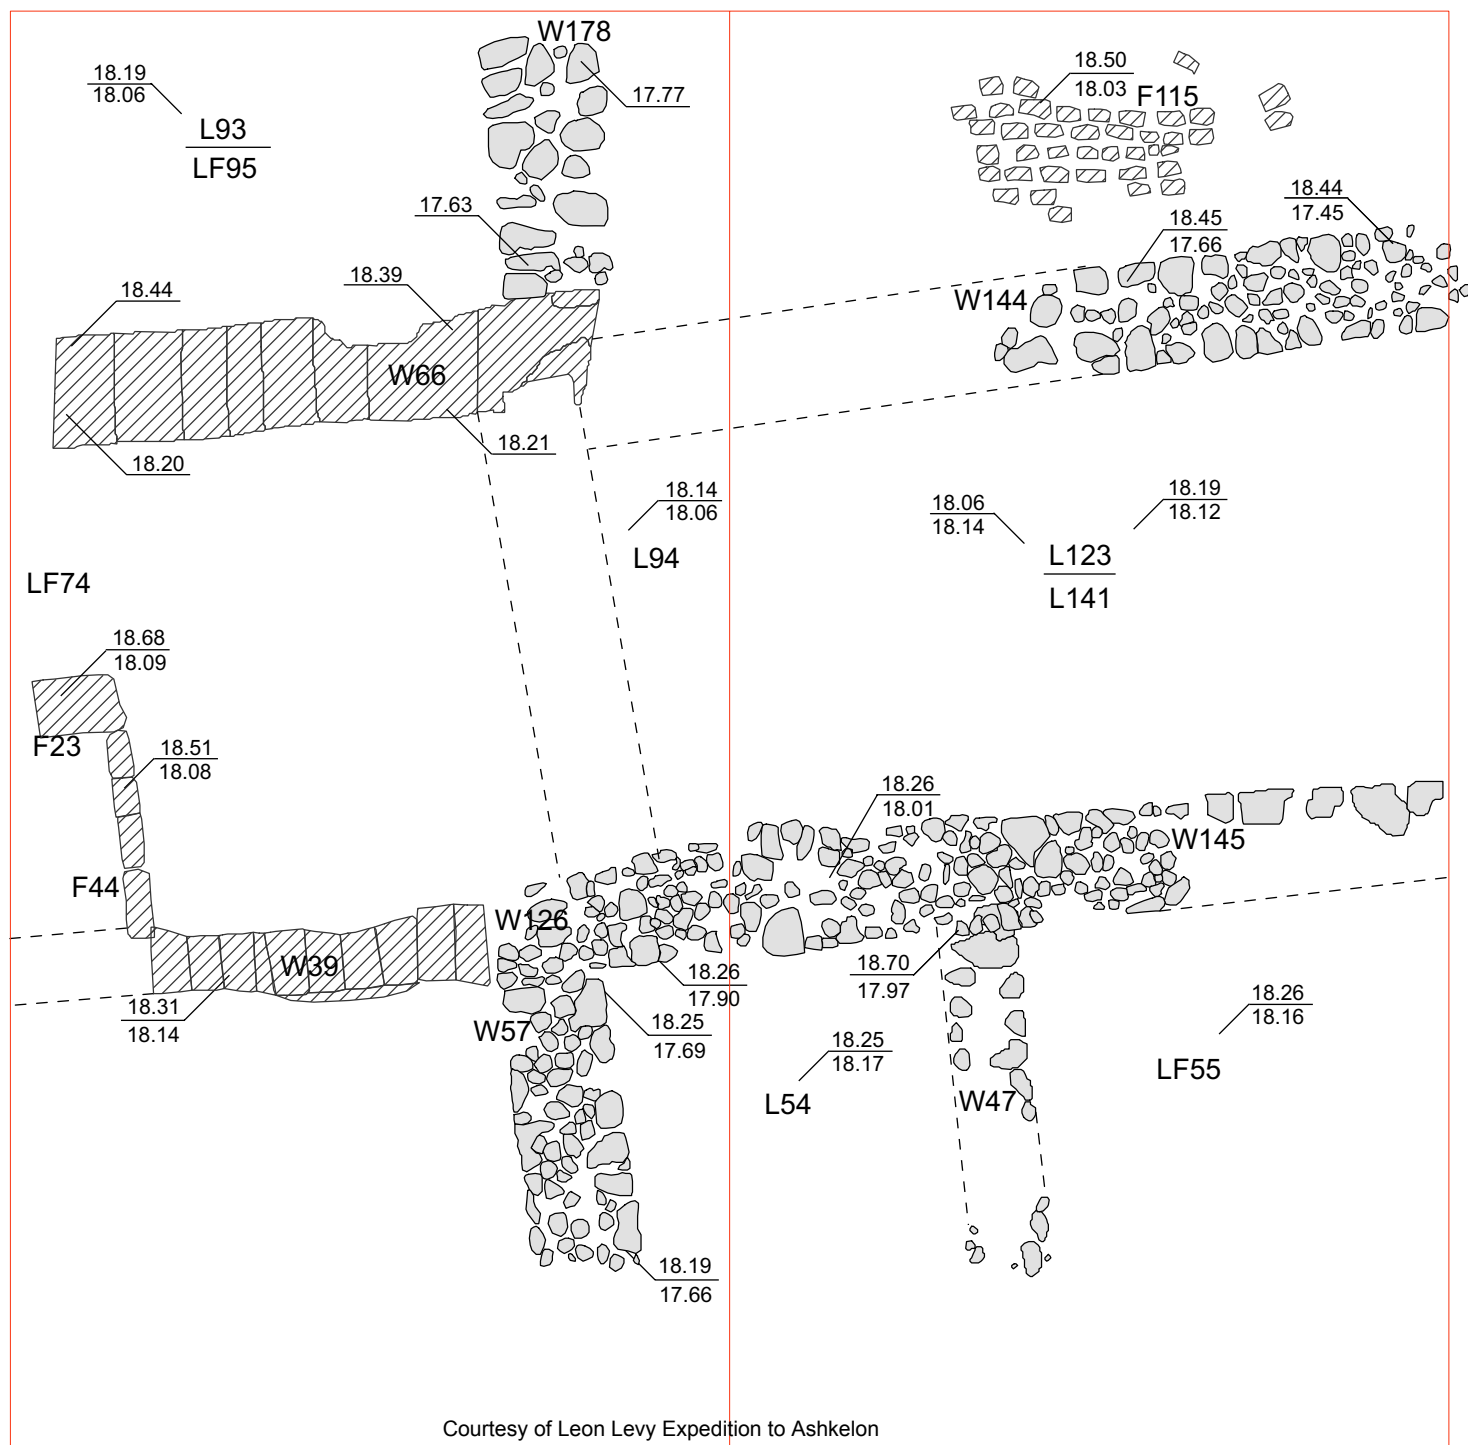 W178
18.19
18.06
L93
LF95
17.77
18.50
18.03
F115
17.63
18.44
17.45
18.45
17.66
18.44
18.39
W144
W66
18.21
18.20
18.14
18.06
L94
18.06
18.14
18.19
18.12
L123
L141
LF74
18.68
18.09
F23
18.51
18.08
18.26
18.01
W145
F44
W126
W39
18.26
17.90
18.70
17.97
18.31
18.14
W57
18.25
17.69
18.25
18.17
18.26
18.16
LF55
L54
W47
18.19
17.66
Courtesy of Leon Levy Expedition to Ashkelon